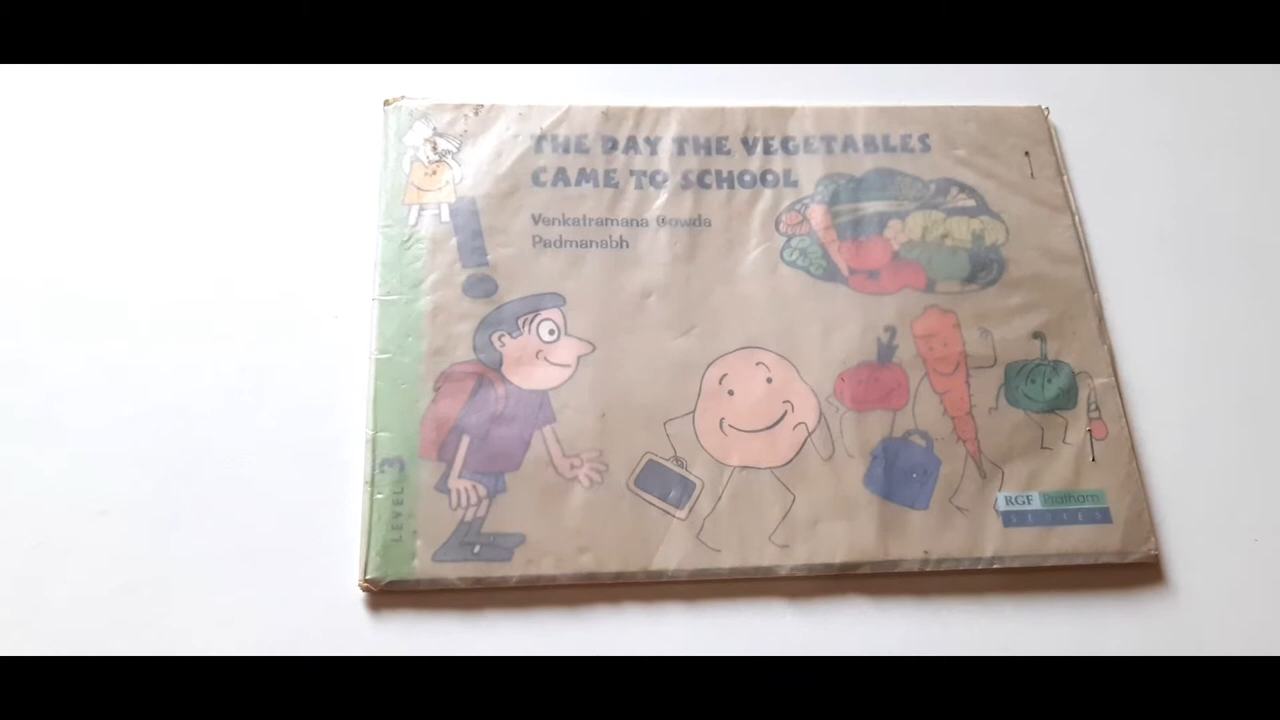 THE DAY THE VEGETABLES
CAME TO SCHOOL
Venkatramana Gowda
Padmanabh
LEVEL 3
RGF Pratham
SERIES